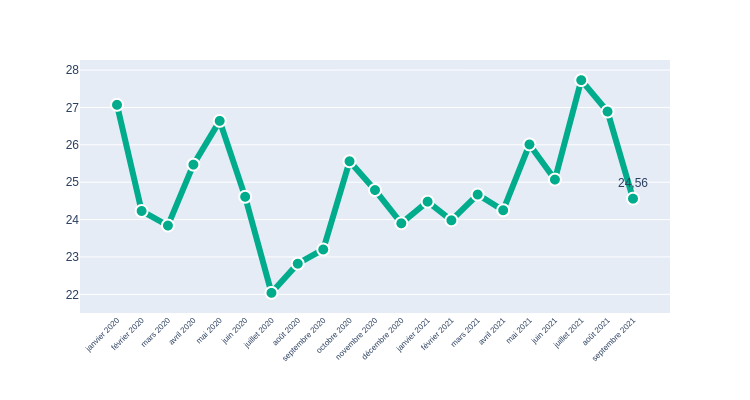 28
27
26
25
24
23
22
24.56
janvier 2020
février 2020
mars 2020
avril 2020
mai 2020
juin 2020
juillet 2020
août 2020
septembre 2020
octobre 2020
novembre 2020
décembre 2020
janvier 2021
février 2021
mars 2021
avril 2021
mai 2021
juin 2021
juillet 2021
août 2021
septembre 2021